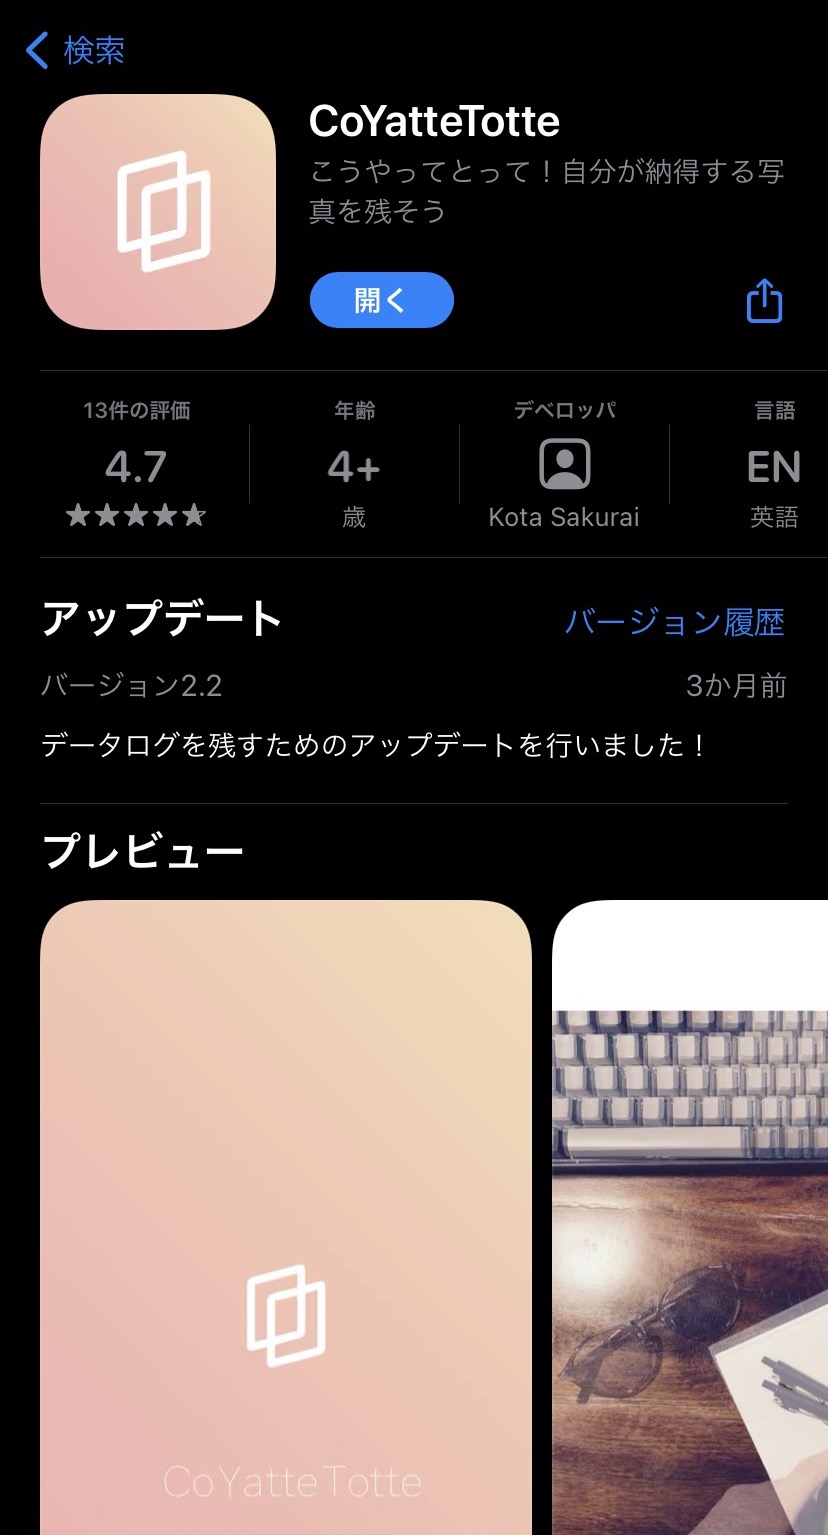 検索
CoYatteTotte
こうやってとって！自分が納得する写
真を残そう
開く
13件の評価
年齢
デベロッパ
言語
4.7
4+
EN
歳
Kota Sakurai
英語
アップデート
バージョン履歴
バージョン2.2
3か月前
データログを残すためのアップデートを行いました！
プレビュー
CoYatteTotte